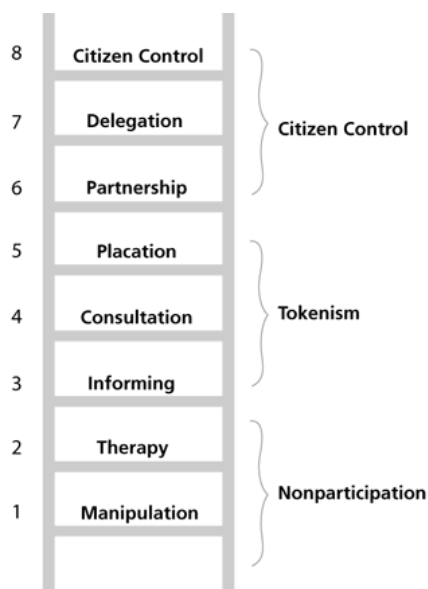 8 Citizen Control
7 Delegation
Citizen Control
6 Partnership
5 Placation
4 Consultation
Tokenism
3 Informing
2 Therapy
Nonparticipation
1 Manipulation